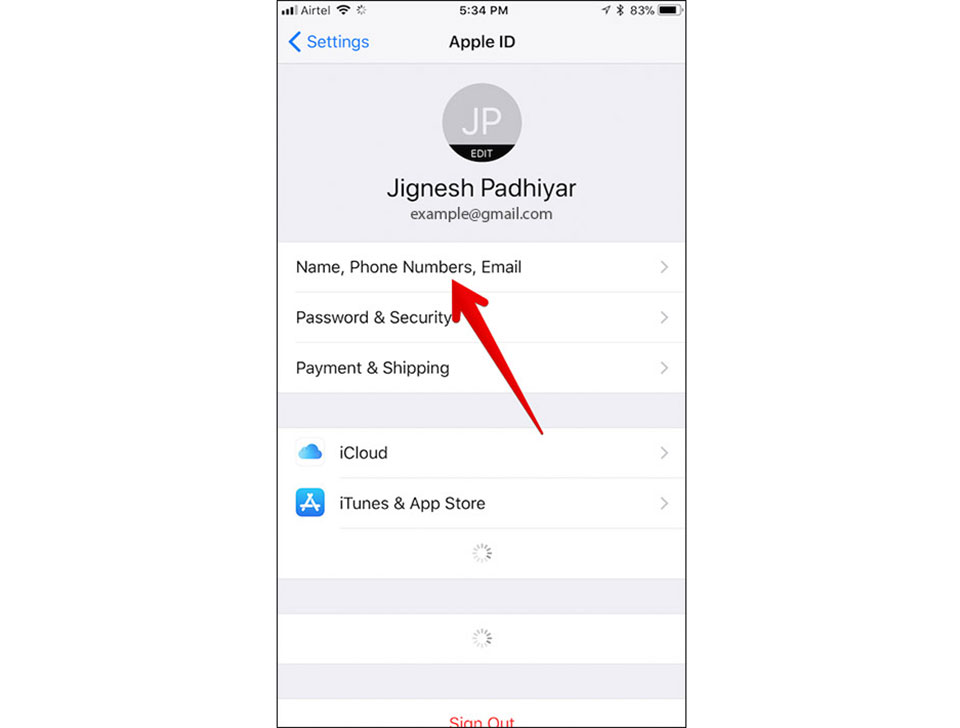 Airtel 5:34 PM 83%
Settings Apple ID
JP
EDIT
Jignesh Padhiyar
example@gmail.com
Name, Phone Numbers, Email
Password & Security
Payment & Shipping
iCloud
iTunes & App Store
Sign Out